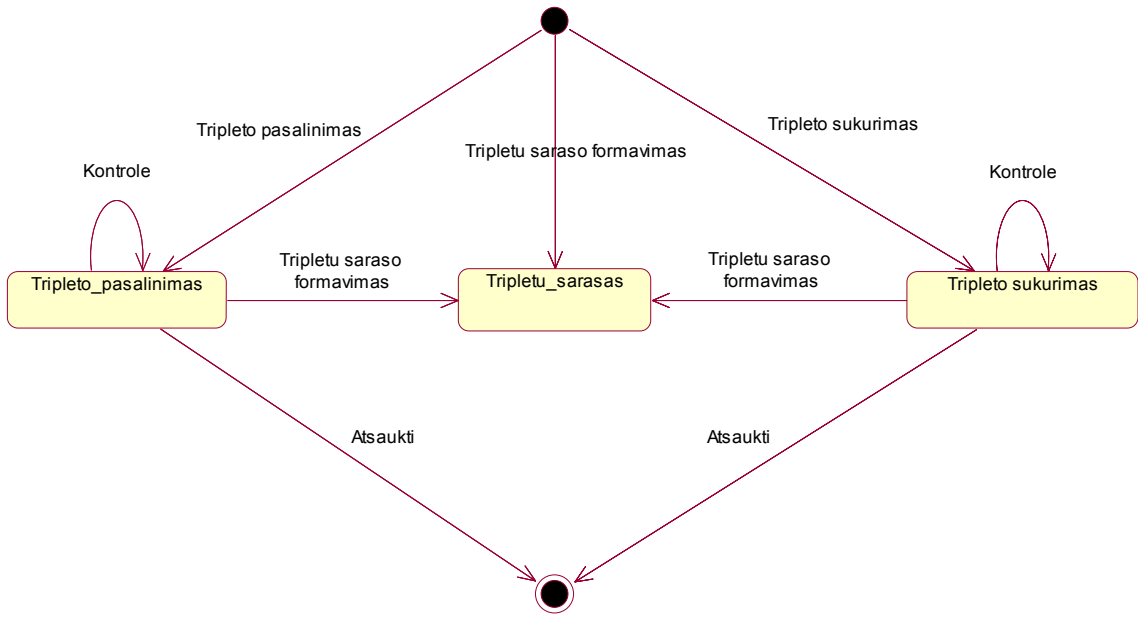 Tripleto sukurimas
Tripleto pasalinimas
Tripletu saraso formavimas
Kontrole
Kontrole
Tripletu saraso
formavimas
Tripletu saraso
formavimas
Tripleto_pasalinimas
Tripletu_sarasas
Tripleto sukurimas
Atsaukti
Atsaukti